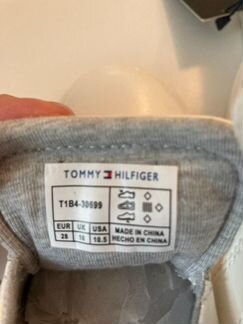 TOMMY HILFIGER
T1B4-30699
EUR UK USA
28 10 10.5
MADE IN CHINA
HECHO EN CHINA